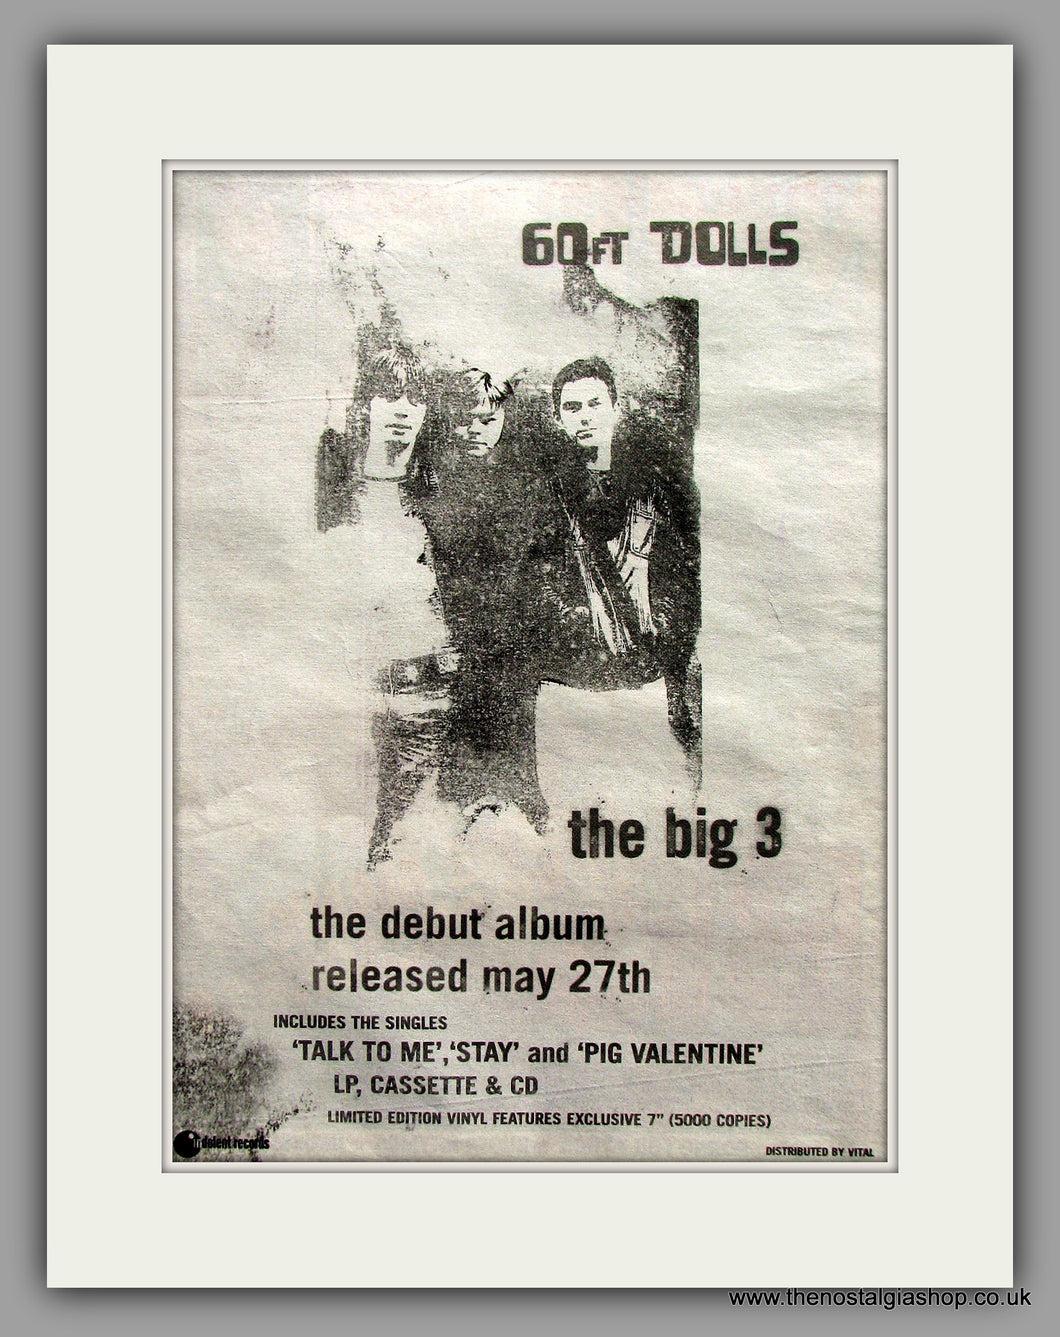 60FT DOLLS
the big 3
the debut album
released may 27th
INCLUDES THE SINGLES
‘TALK TO ME’,‘STAY’ and ‘PIG VALENTINE’
LP, CASSETTE & CD
LIMITED EDITION VINYL FEATURES EXCLUSIVE 7” (5000 COPIES)
indolent records
DISTRIBUTED BY VITAL
www.thenostalgiashop.co.uk